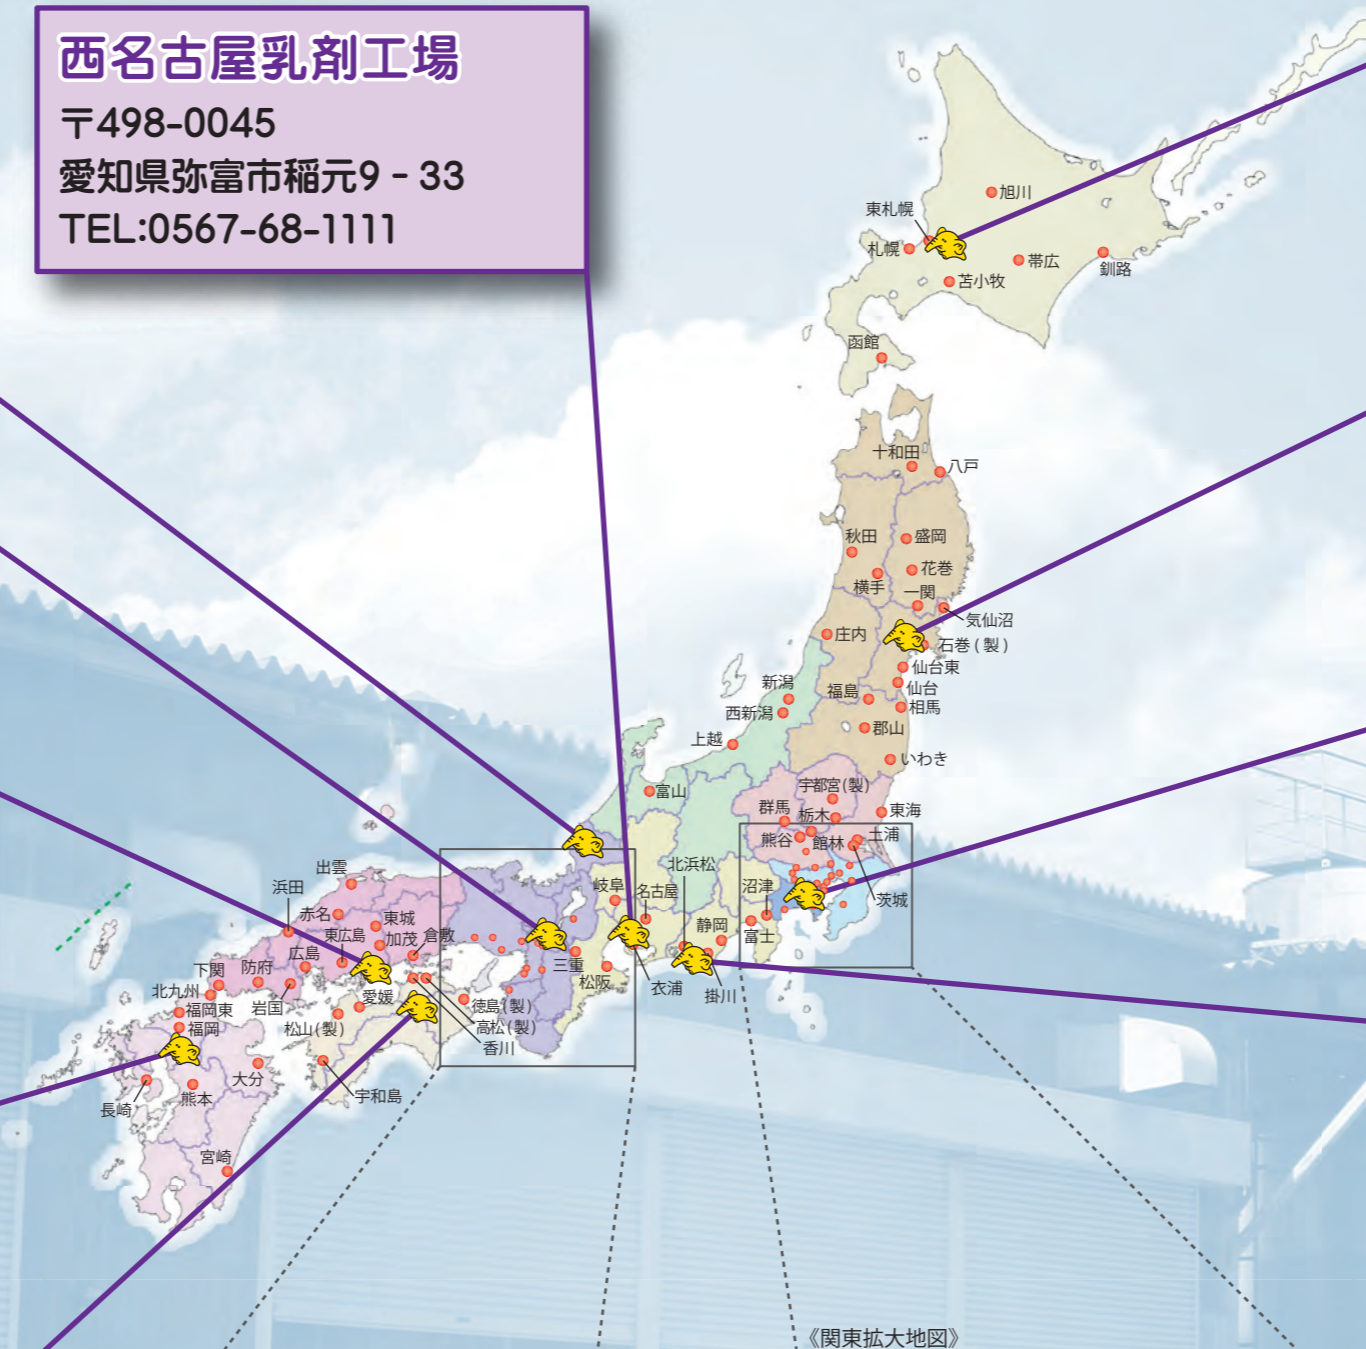 西名古屋乳剤工場
〒498-0045
愛知県弥富市稲元9‐33
TEL:0567-68-1111
旭川
東札幌
札幌
帯広
釧路
苫小牧
函館
十和田
八戸
秋田
盛岡
花巻
横手
一関
気仙沼
庄内
石巻(製)
仙台東
新潟
福島
仙台
西新潟
相馬
上越
郡山
いわき
富山
宇都宮(製)
群馬
栃木
東海
熊谷
館林
土浦
北浜松
出雲
岐阜
名古屋
沼津
浜田
茨城
赤名
東城
静岡
東広島
加茂
倉敷
富士
広島
三重
下関
防府
松阪
衣浦
掛川
北九州
岩国
愛媛
福岡東
徳島(製)
福岡
松山(製)
高松(製)
香川
大分
熊本
宇和島
長崎
宮崎
《関東拡大地図》